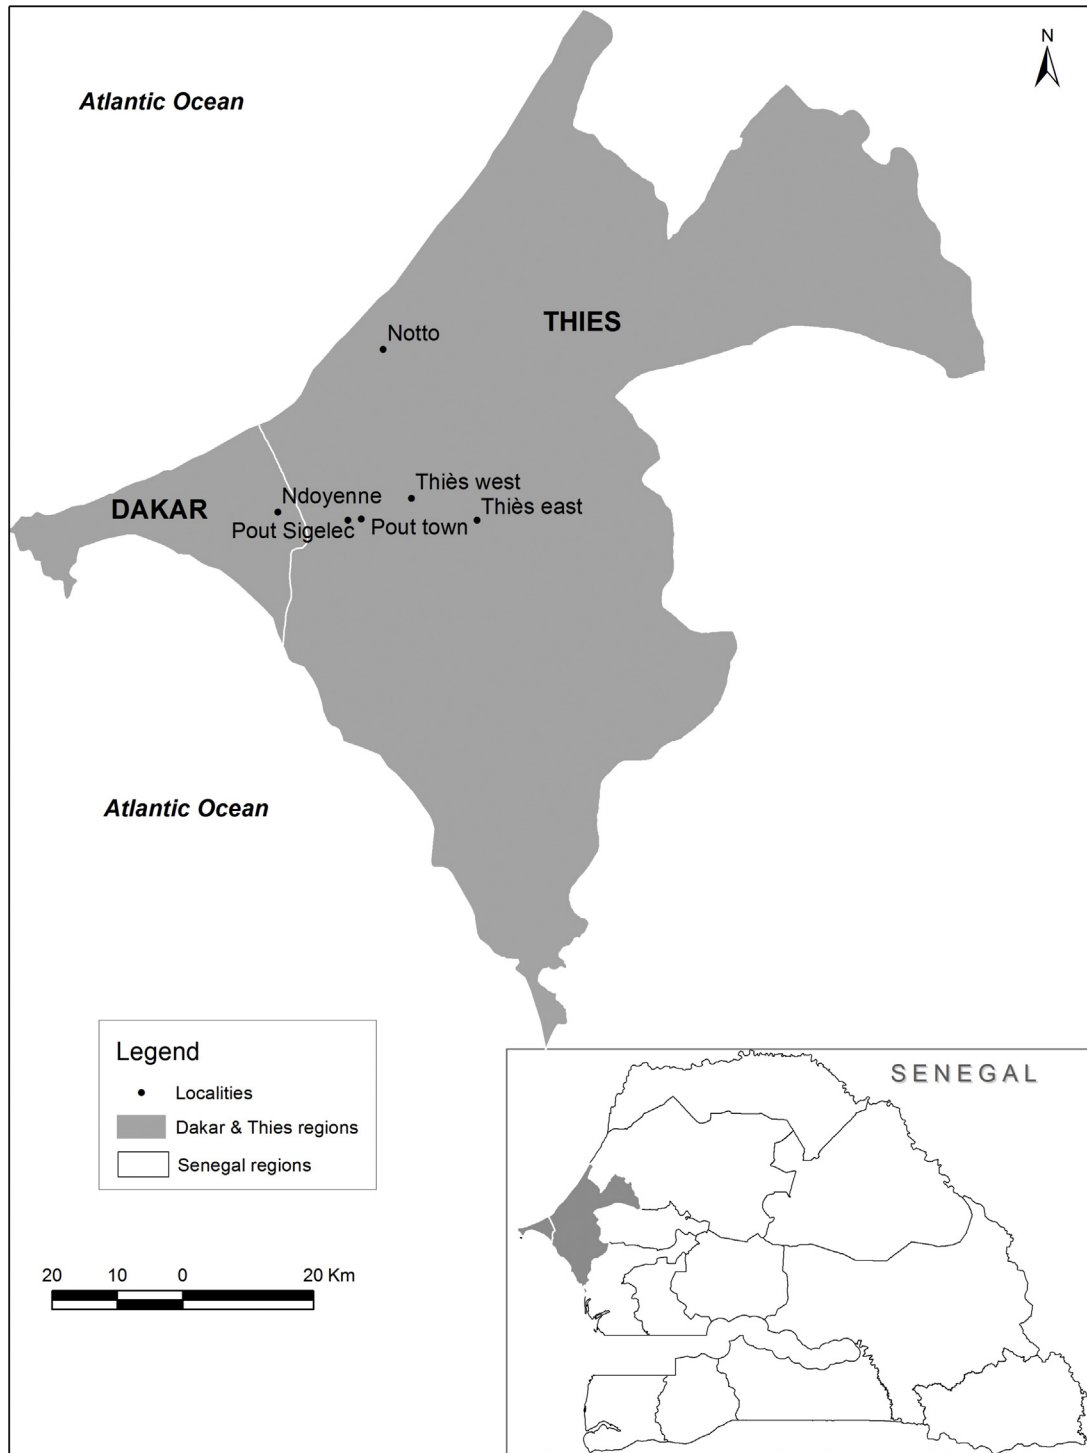 N
Atlantic Ocean
THIES
Notto
DAKAR
Thiès west
Ndoyenne
Thiès east
Pout Sigelec
Pout town
Atlantic Ocean
Legend
Localities
Dakar & Thies regions
Senegal regions
20 10 0 20 Km
SENEGAL